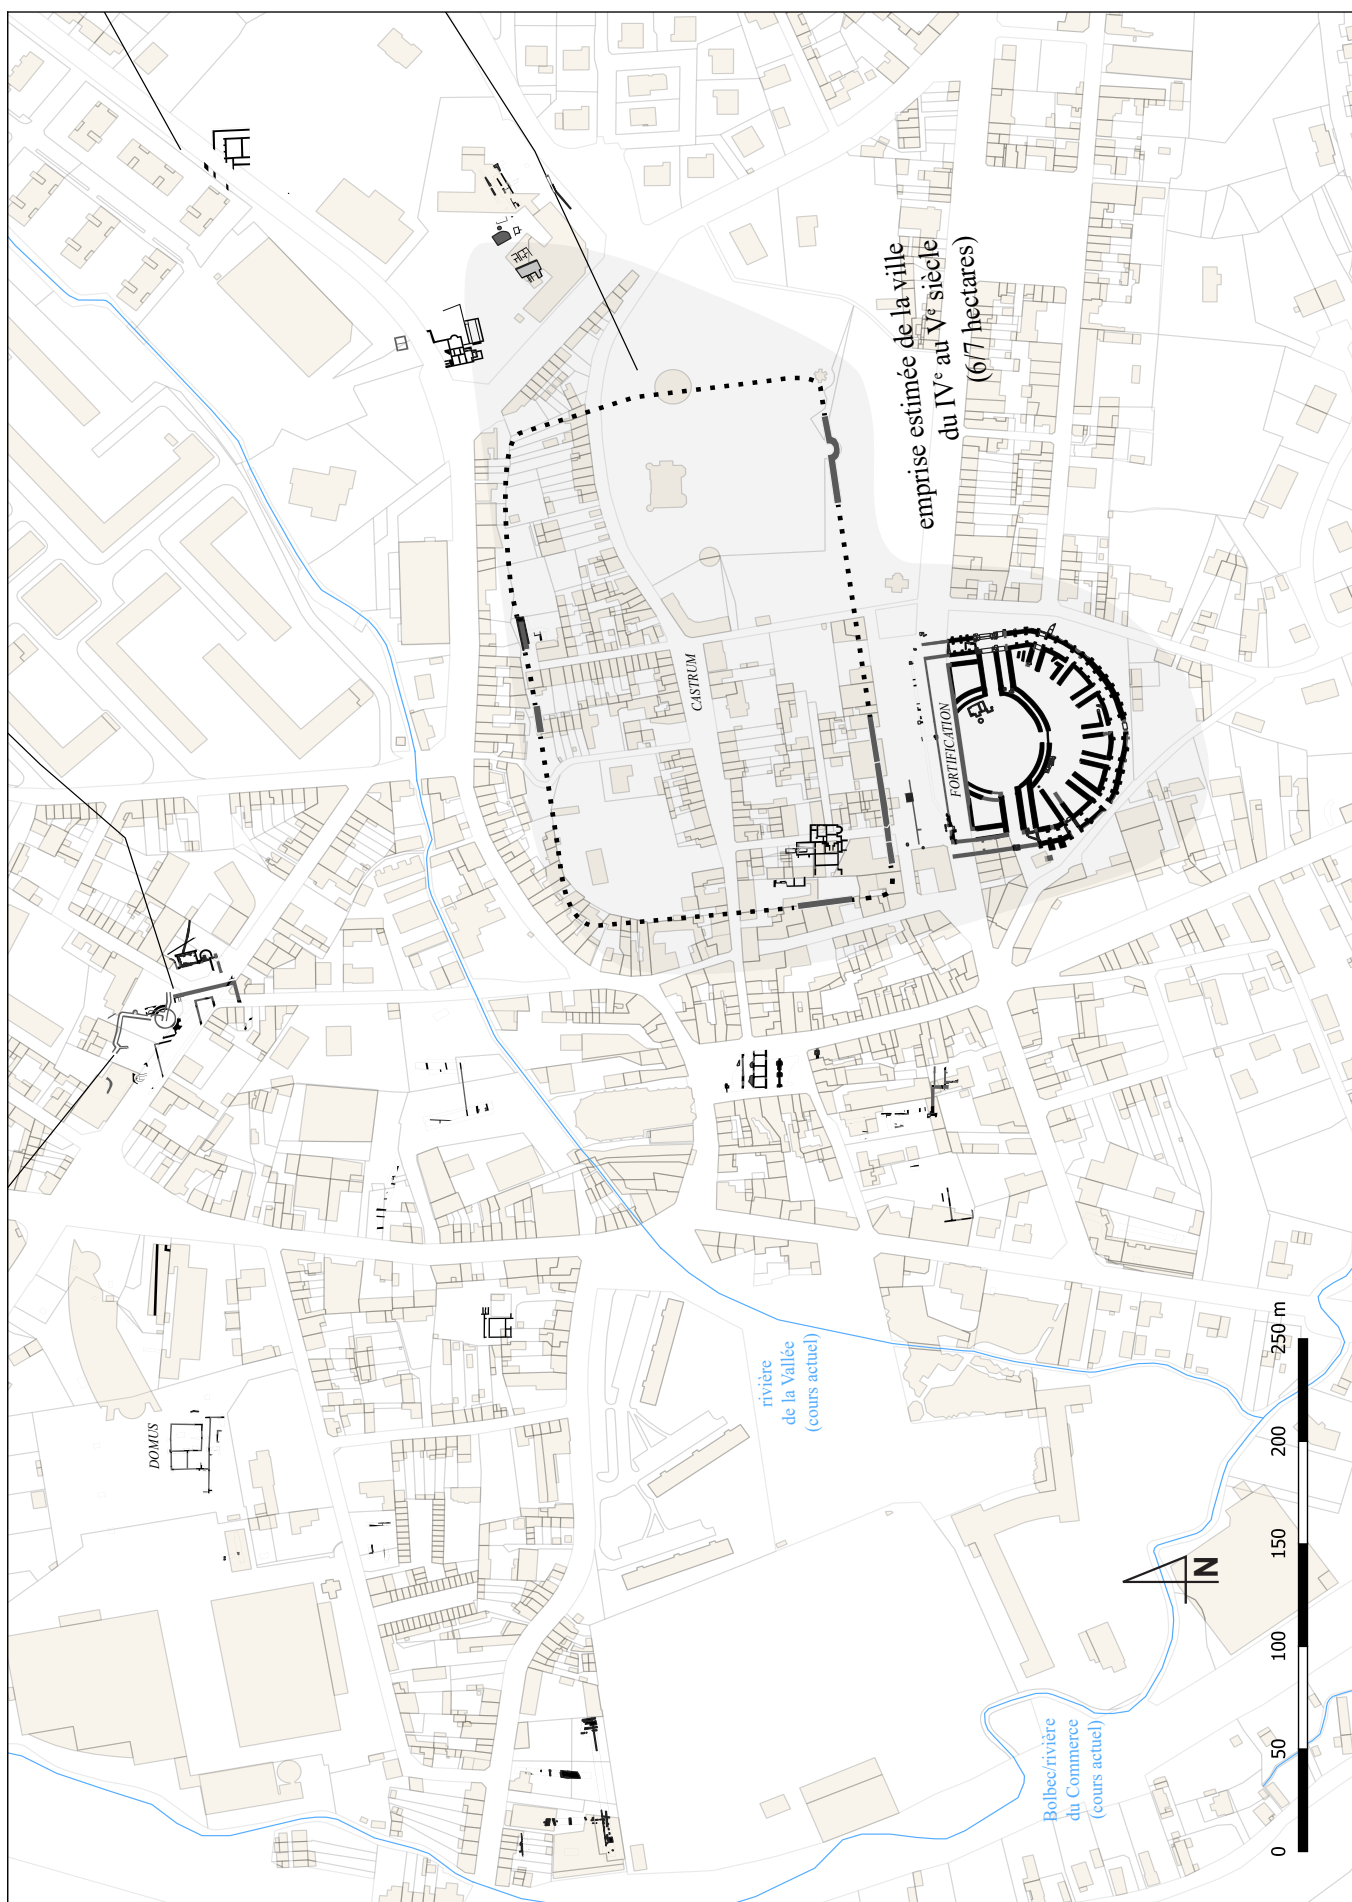 DOMUS
CASTRUM
FORTIFICATION
emprise estimée de la ville
du IVᵉ au Vᵉ siècle
(6/7 hectares)
rivière
de la Vallée
(cours actuel)
Bolbec/rivière
du Commerce
(cours actuel)
N
0 50 100 150 200 250 m